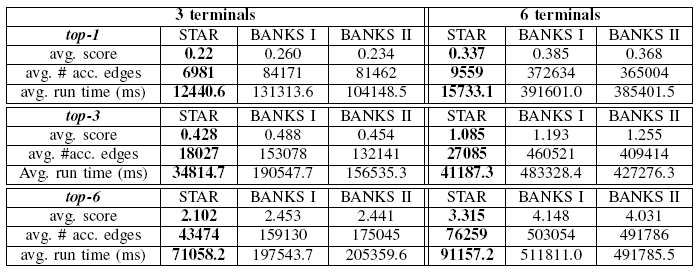 3 terminals 6 terminals
top-1 STAR BANKS I BANKS II STAR BANKS I BANKS II
avg. score 0.22 0.260 0.234 0.337 0.385 0.368
avg. # acc. edges 6981 84171 81462 9559 372634 365004
avg. run time (ms) 12440.6 131313.6 104148.5 15733.1 391601.0 385401.5
top-3 STAR BANKS I BANKS II STAR BANKS I BANKS II
avg. score 0.428 0.488 0.454 1.085 1.193 1.255
avg. #acc. edges 18027 153078 132141 27085 460521 409414
Avg. run time (ms) 34814.7 190547.7 156535.3 41187.3 483328.4 427276.3
top-6 STAR BANKS I BANKS II STAR BANKS I BANKS II
avg. score 2.102 2.453 2.441 3.315 4.148 4.031
avg. # acc. edges 43474 159130 175045 76259 503054 491786
avg. run time (ms) 71058.2 197543.7 205359.6 91157.2 511811.0 491785.5